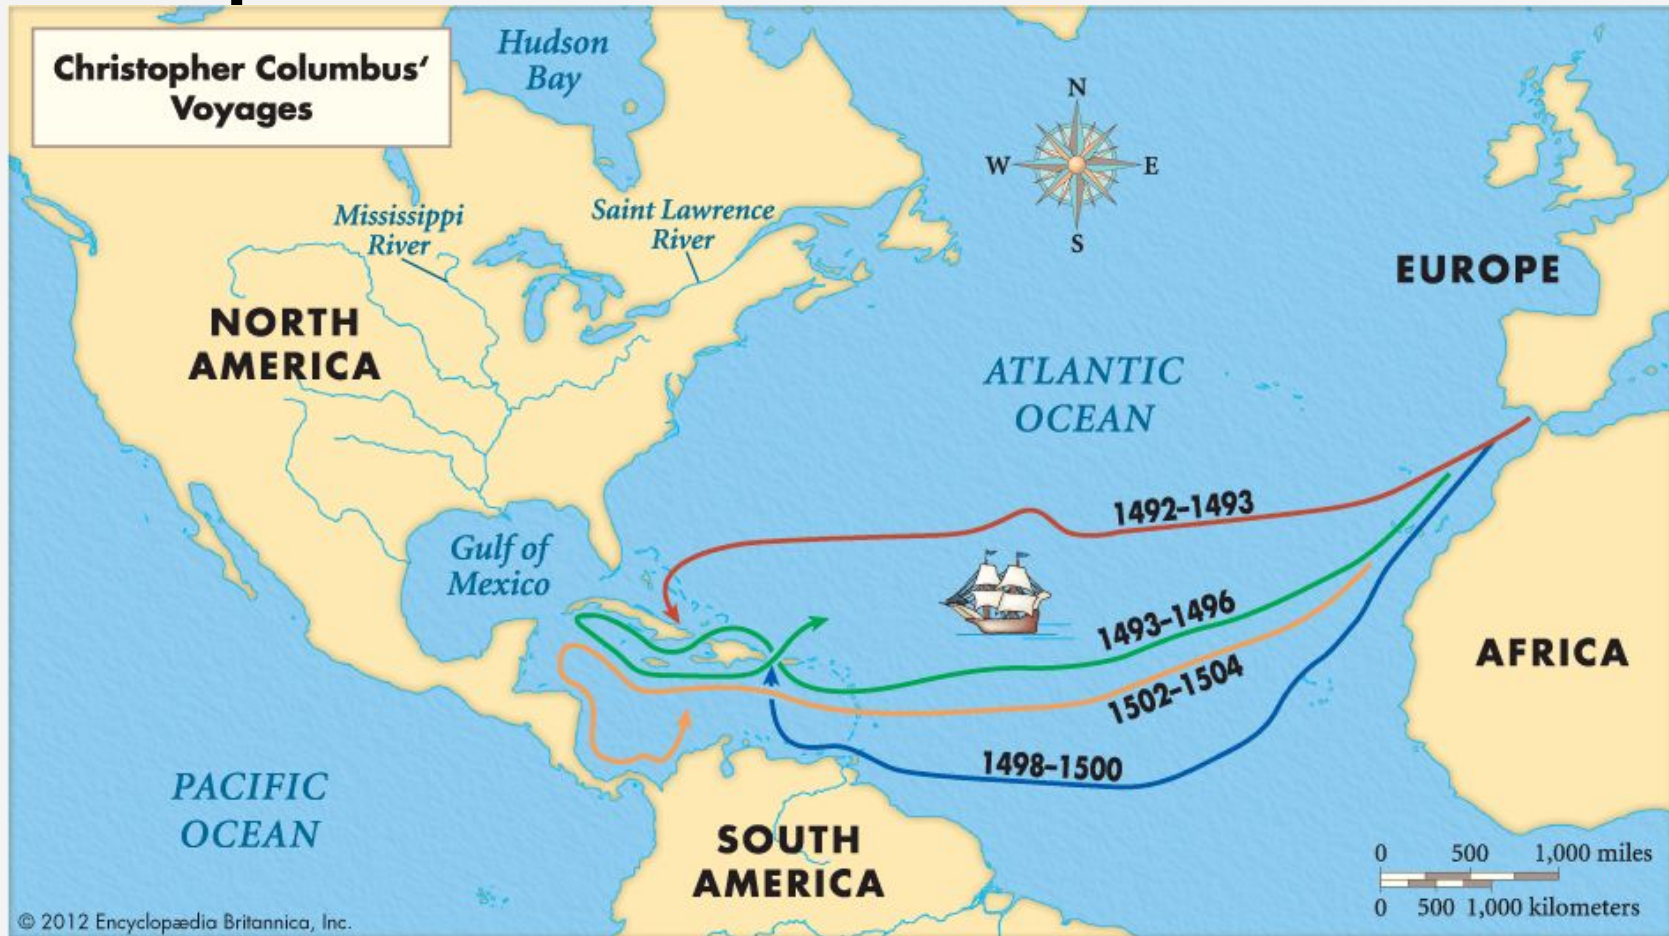 Christopher Columbus’
Voyages
Hudson
Bay
N
W
E
S
Mississippi
River
Saint Lawrence
River
EUROPE
NORTH
AMERICA
ATLANTIC
OCEAN
1492–1493
Gulf of
Mexico
1493–1496
AFRICA
1502–1504
1498–1500
PACIFIC
OCEAN
SOUTH
AMERICA
0 500 1,000 miles
0 500 1,000 kilometers
© 2012 Encyclopædia Britannica, Inc.